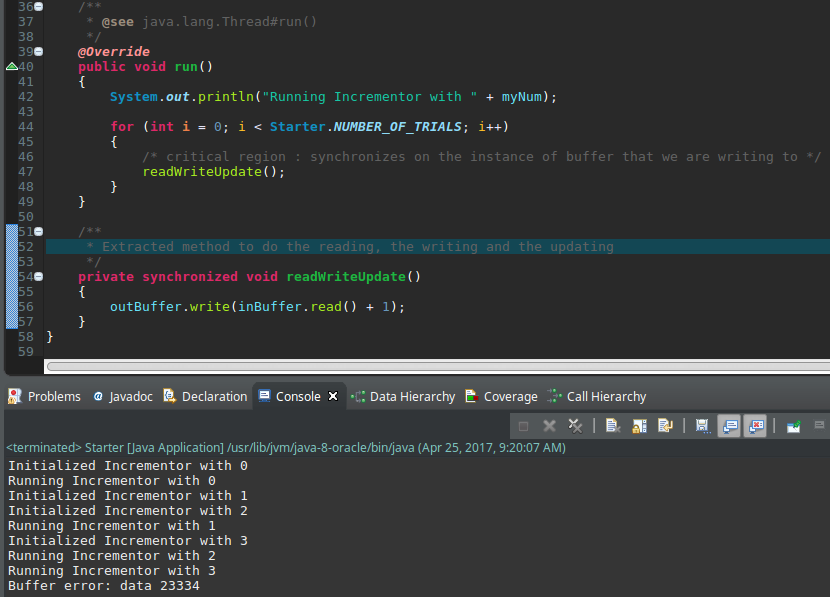 36 /**
37 * @see java.lang.Thread#run()
38 */
39 @Override
40 public void run()
41 {
42 System.out.println("Running Incrementor with " + myNum);
43
44 for (int i = 0; i < Starter.NUMBER_OF_TRIALS; i++)
45 {
46 /* critical region : synchronizes on the instance of buffer that we are writing to */
47 readWriteUpdate();
48 }
49 }
50
51 /**
52 * Extracted method to do the reading, the writing and the updating
53 */
54 private synchronized void readWriteUpdate()
55 {
56 outBuffer.write(inBuffer.read() + 1);
57 }
58 }
59
Problems @ Javadoc Declaration Console Data Hierarchy Coverage Call Hierarchy
<terminated> Starter [Java Application] /usr/lib/jvm/java-8-oracle/bin/java (Apr 25, 2017, 9:20:07 AM)
Initialized Incrementor with 0
Running Incrementor with 0
Initialized Incrementor with 1
Initialized Incrementor with 2
Running Incrementor with 1
Initialized Incrementor with 3
Running Incrementor with 2
Running Incrementor with 3
Buffer error: data 23334